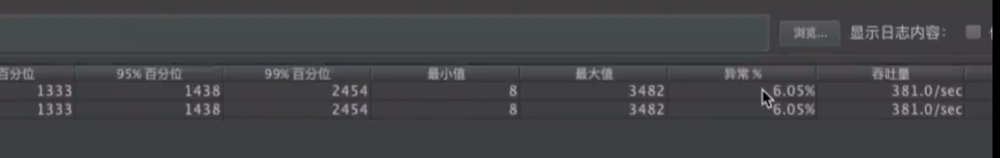 浏览... 显示日志内容:
百分位 95% 百分位 99% 百分位 最小值 最大值 异常 % 吞吐量
1333 1438 2454 8 3482 6.05% 381.0/sec
1333 1438 2454 8 3482 6.05% 381.0/sec